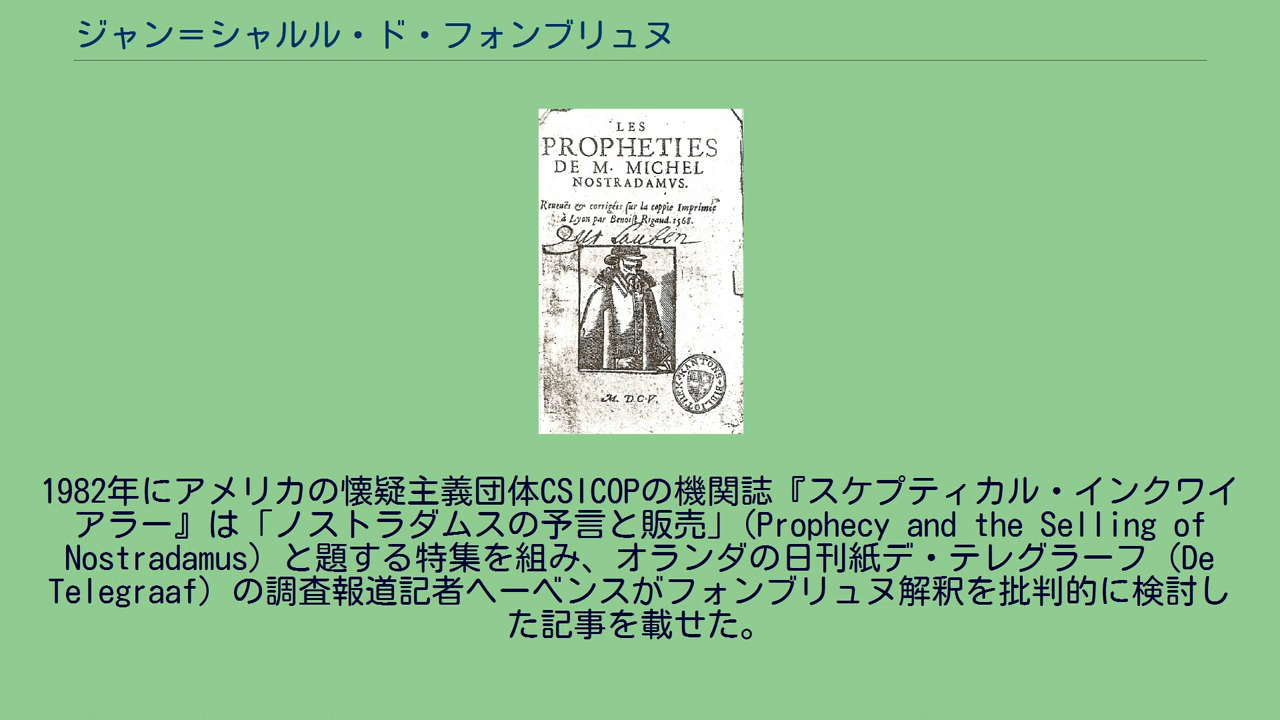 ジャン＝シャルル・ド・フォンブリュヌ
LES
PROPHETIES
DE M. MICHEL
NOSTRADAMVS.
Reueuës & corrigées sur la coppie Imprimée
à Lyon par Benoist Rigaud. 1568.
M. DCV.
1982年にアメリカの懐疑主義団体CSICOPの機関誌『スケプティカル・インクワイ
アラー』は「ノストラダムスの予言と販売」(Prophecy and the Selling of
Nostradamus) と題する特集を組み、オランダの日刊紙デ・テレグラーフ (De
Telegraaf) の調査報道記者へーベンスがフォンブリュヌ解釈を批判的に検討し
た記事を載せた。